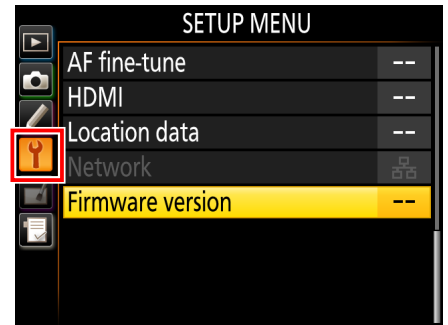 SETUP MENU
AF fine-tune --
HDMI --
Location data --
Network
Firmware version --